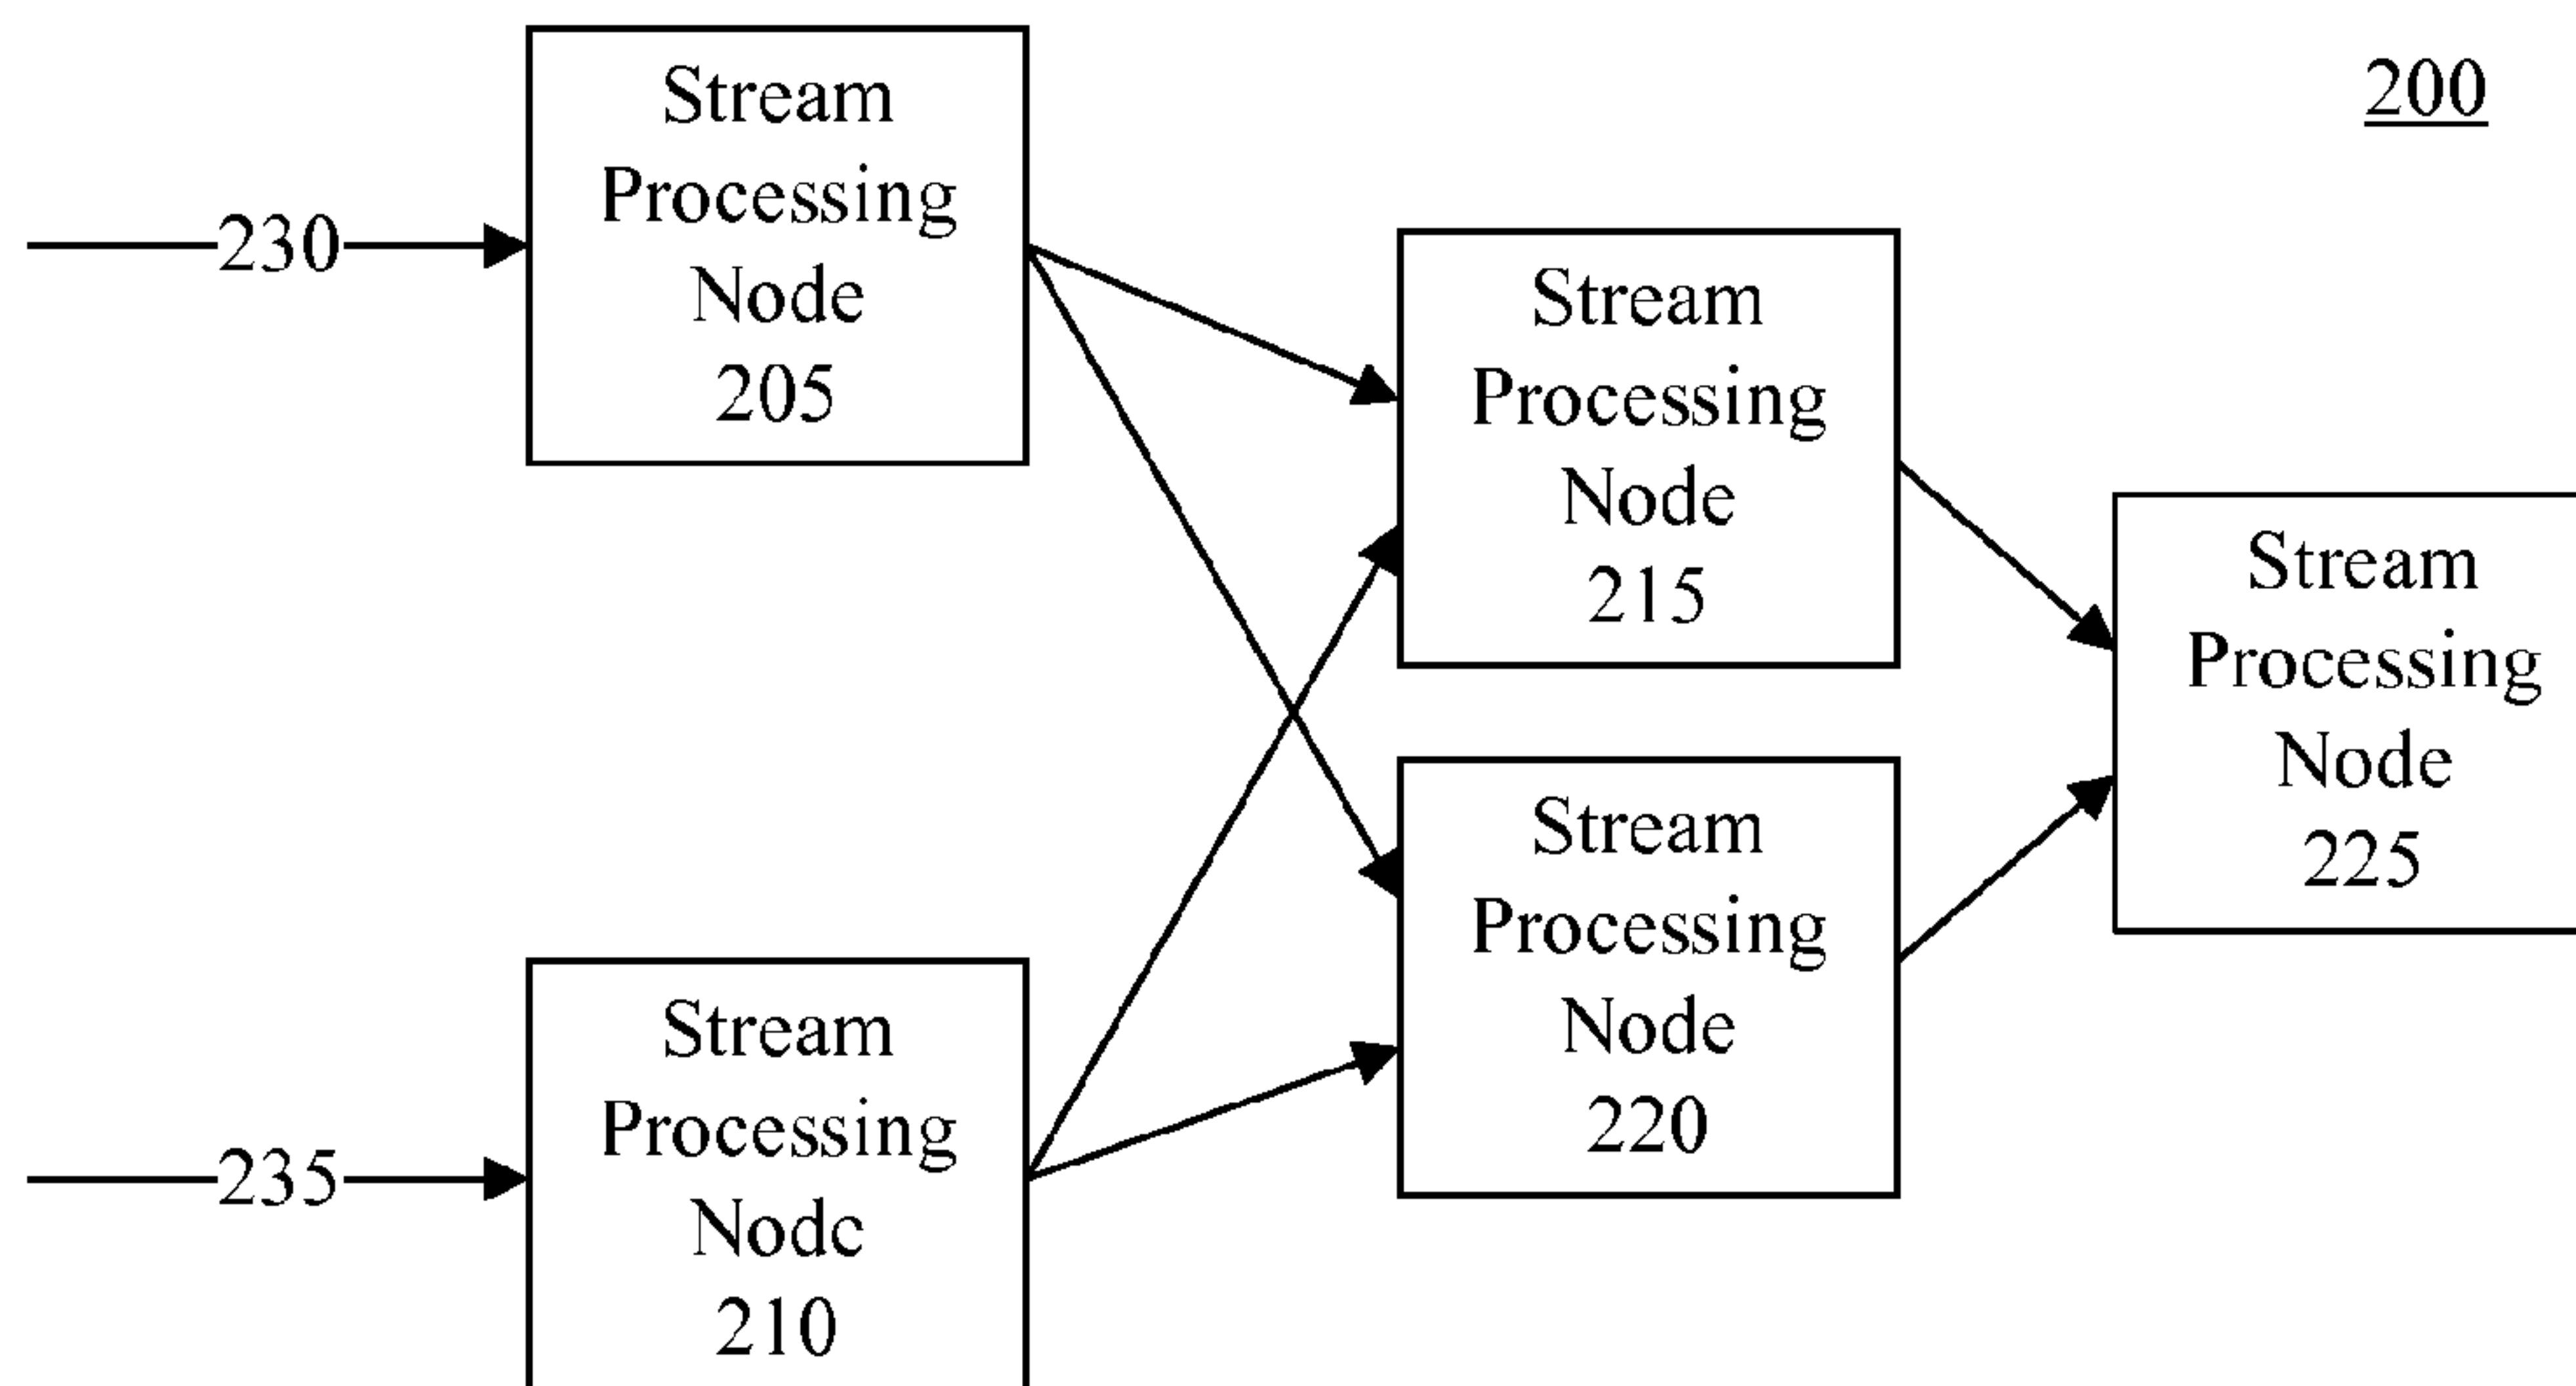 200
230
Stream
Processing
Node
205
Stream
Processing
Node
215
Stream
Processing
Node
225
Stream
Processing
Node
220
235
Stream
Processing
Node
210